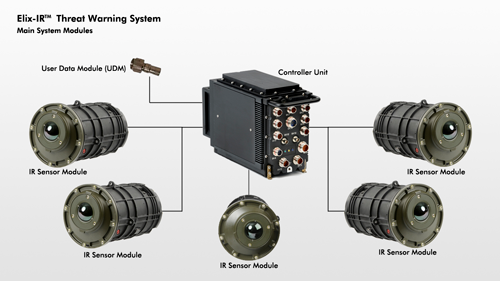 Elix-IR™ Threat Warning System
Main System Modules
User Data Module (UDM)
Controller Unit
IR Sensor Module
IR Sensor Module
IR Sensor Module
IR Sensor Module
IR Sensor Module